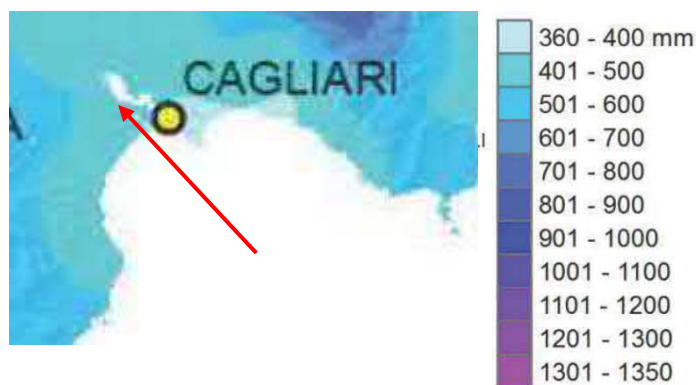 CAGLIARI
A
LI
360 - 400 mm
401 - 500
501 - 600
601 - 700
701 - 800
801 - 900
901 - 1000
1001 - 1100
1101 - 1200
1201 - 1300
1301 - 1350